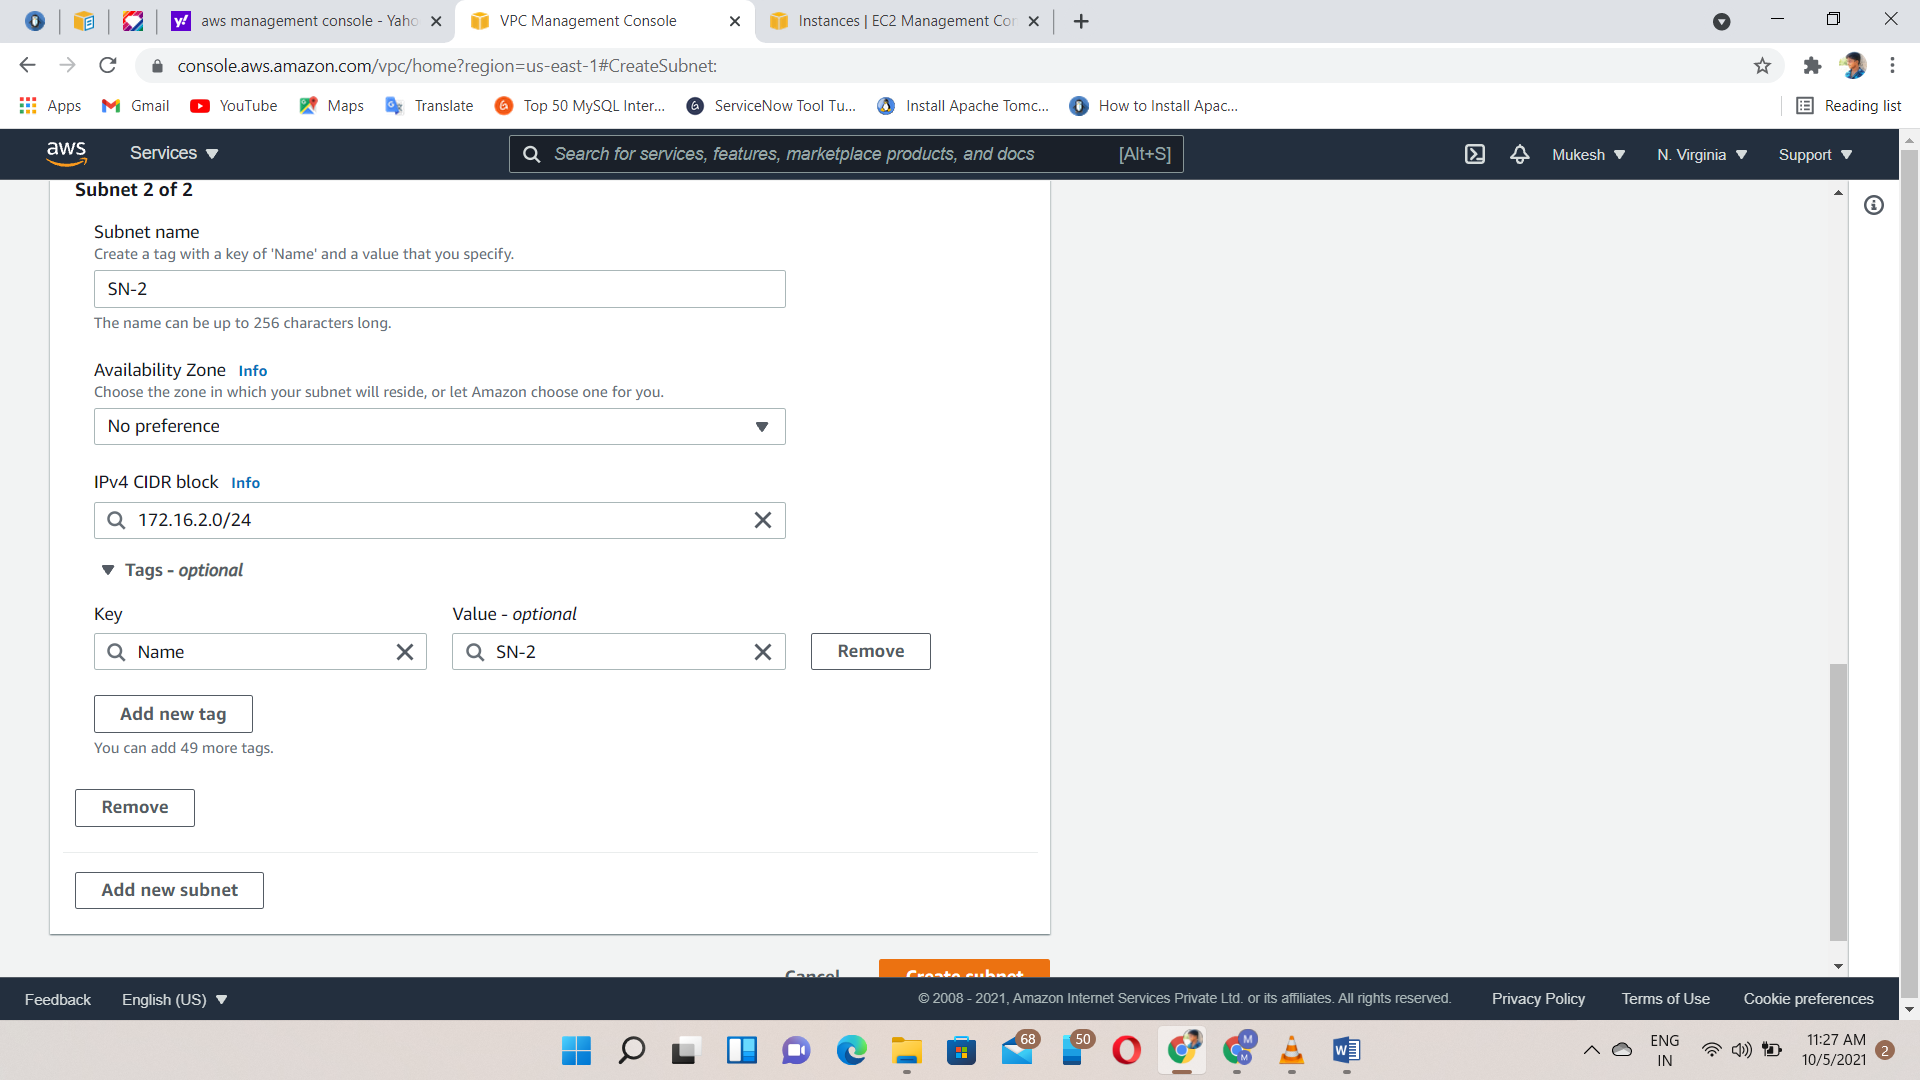 aws management console - Yaho
VPC Management Console
Instances | EC2 Management Con
console.aws.amazon.com/vpc/home?region=us-east-1#CreateSubnet:
Apps
Gmail
YouTube
Maps
Translate
Top 50 MySQL Inter...
ServiceNow Tool Tu...
Install Apache Tomc...
How to Install Apac...
Reading list
aws
Services
Search for services, features, marketplace products, and docs
[Alt+S]
Mukesh
N. Virginia
Support
Subnet 2 of 2
Subnet name
Create a tag with a key of 'Name' and a value that you specify.
SN-2
The name can be up to 256 characters long.
Availability Zone Info
Choose the zone in which your subnet will reside, or let Amazon choose one for you.
No preference
IPv4 CIDR block Info
172.16.2.0/24
Tags - optional
Key
Value - optional
Name
SN-2
Remove
Add new tag
You can add 49 more tags.
Remove
Add new subnet
Cancel
Create subnet
Feedback
English (US)
© 2008 - 2021, Amazon Internet Services Private Ltd. or its affiliates. All rights reserved.
Privacy Policy
Terms of Use
Cookie preferences
68
50
M
M
ENG
IN
11:27 AM
10/5/2021
2